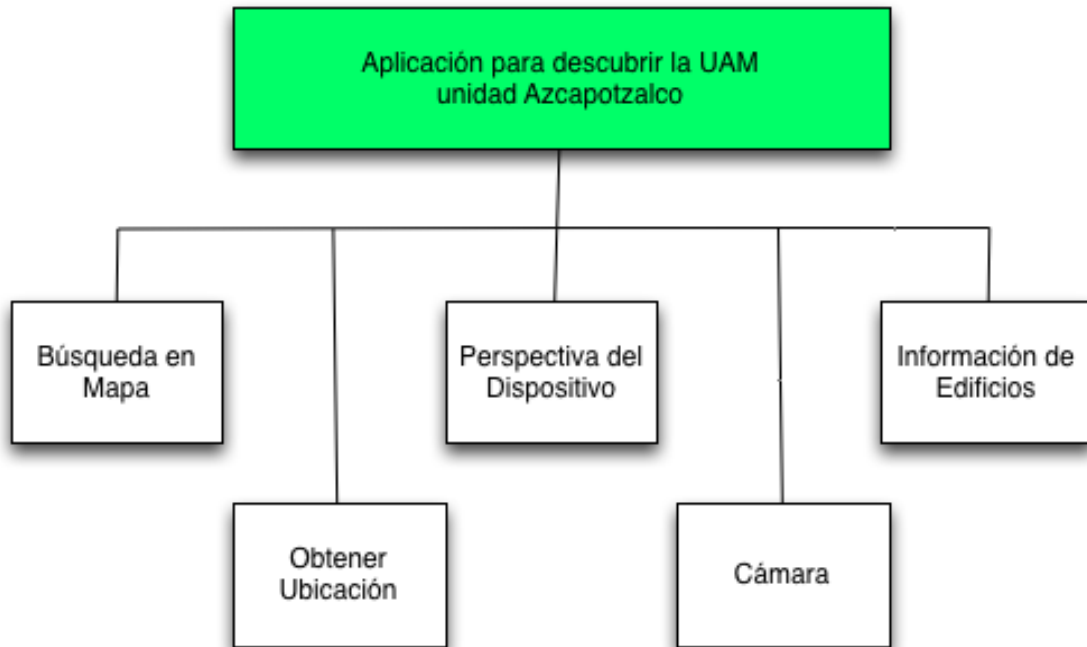 Aplicación para descubrir la UAM
unidad Azcapotzalco
Búsqueda en
Mapa
Perspectiva del
Dispositivo
Información de
Edificios
Obtener
Ubicación
Cámara